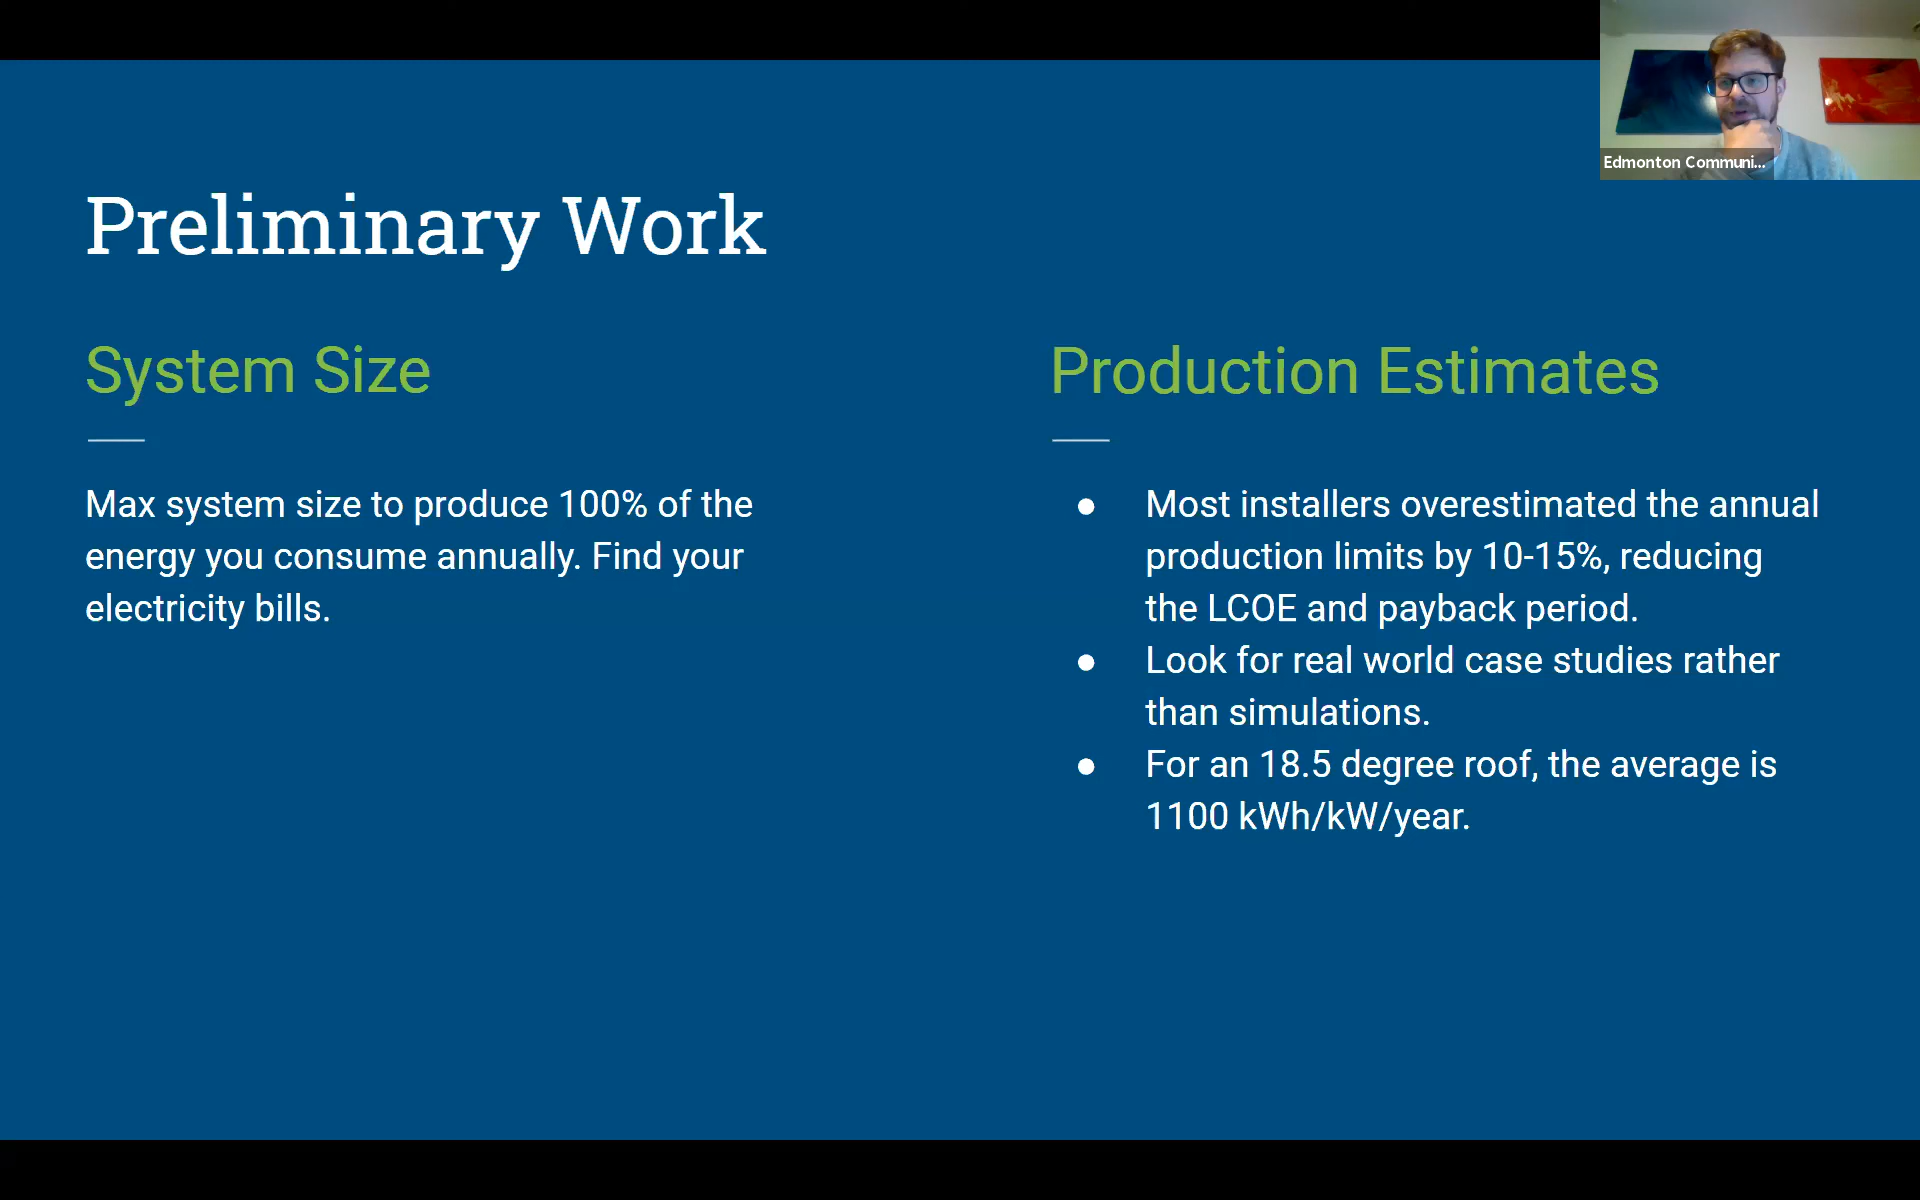 Edmonton Communi...
Preliminary Work
System Size
Max system size to produce 100% of the
energy you consume annually. Find your
electricity bills.
Production Estimates
● Most installers overestimated the annual
production limits by 10-15%, reducing
the LCOE and payback period.
● Look for real world case studies rather
than simulations.
● For an 18.5 degree roof, the average is
1100 kWh/kW/year.